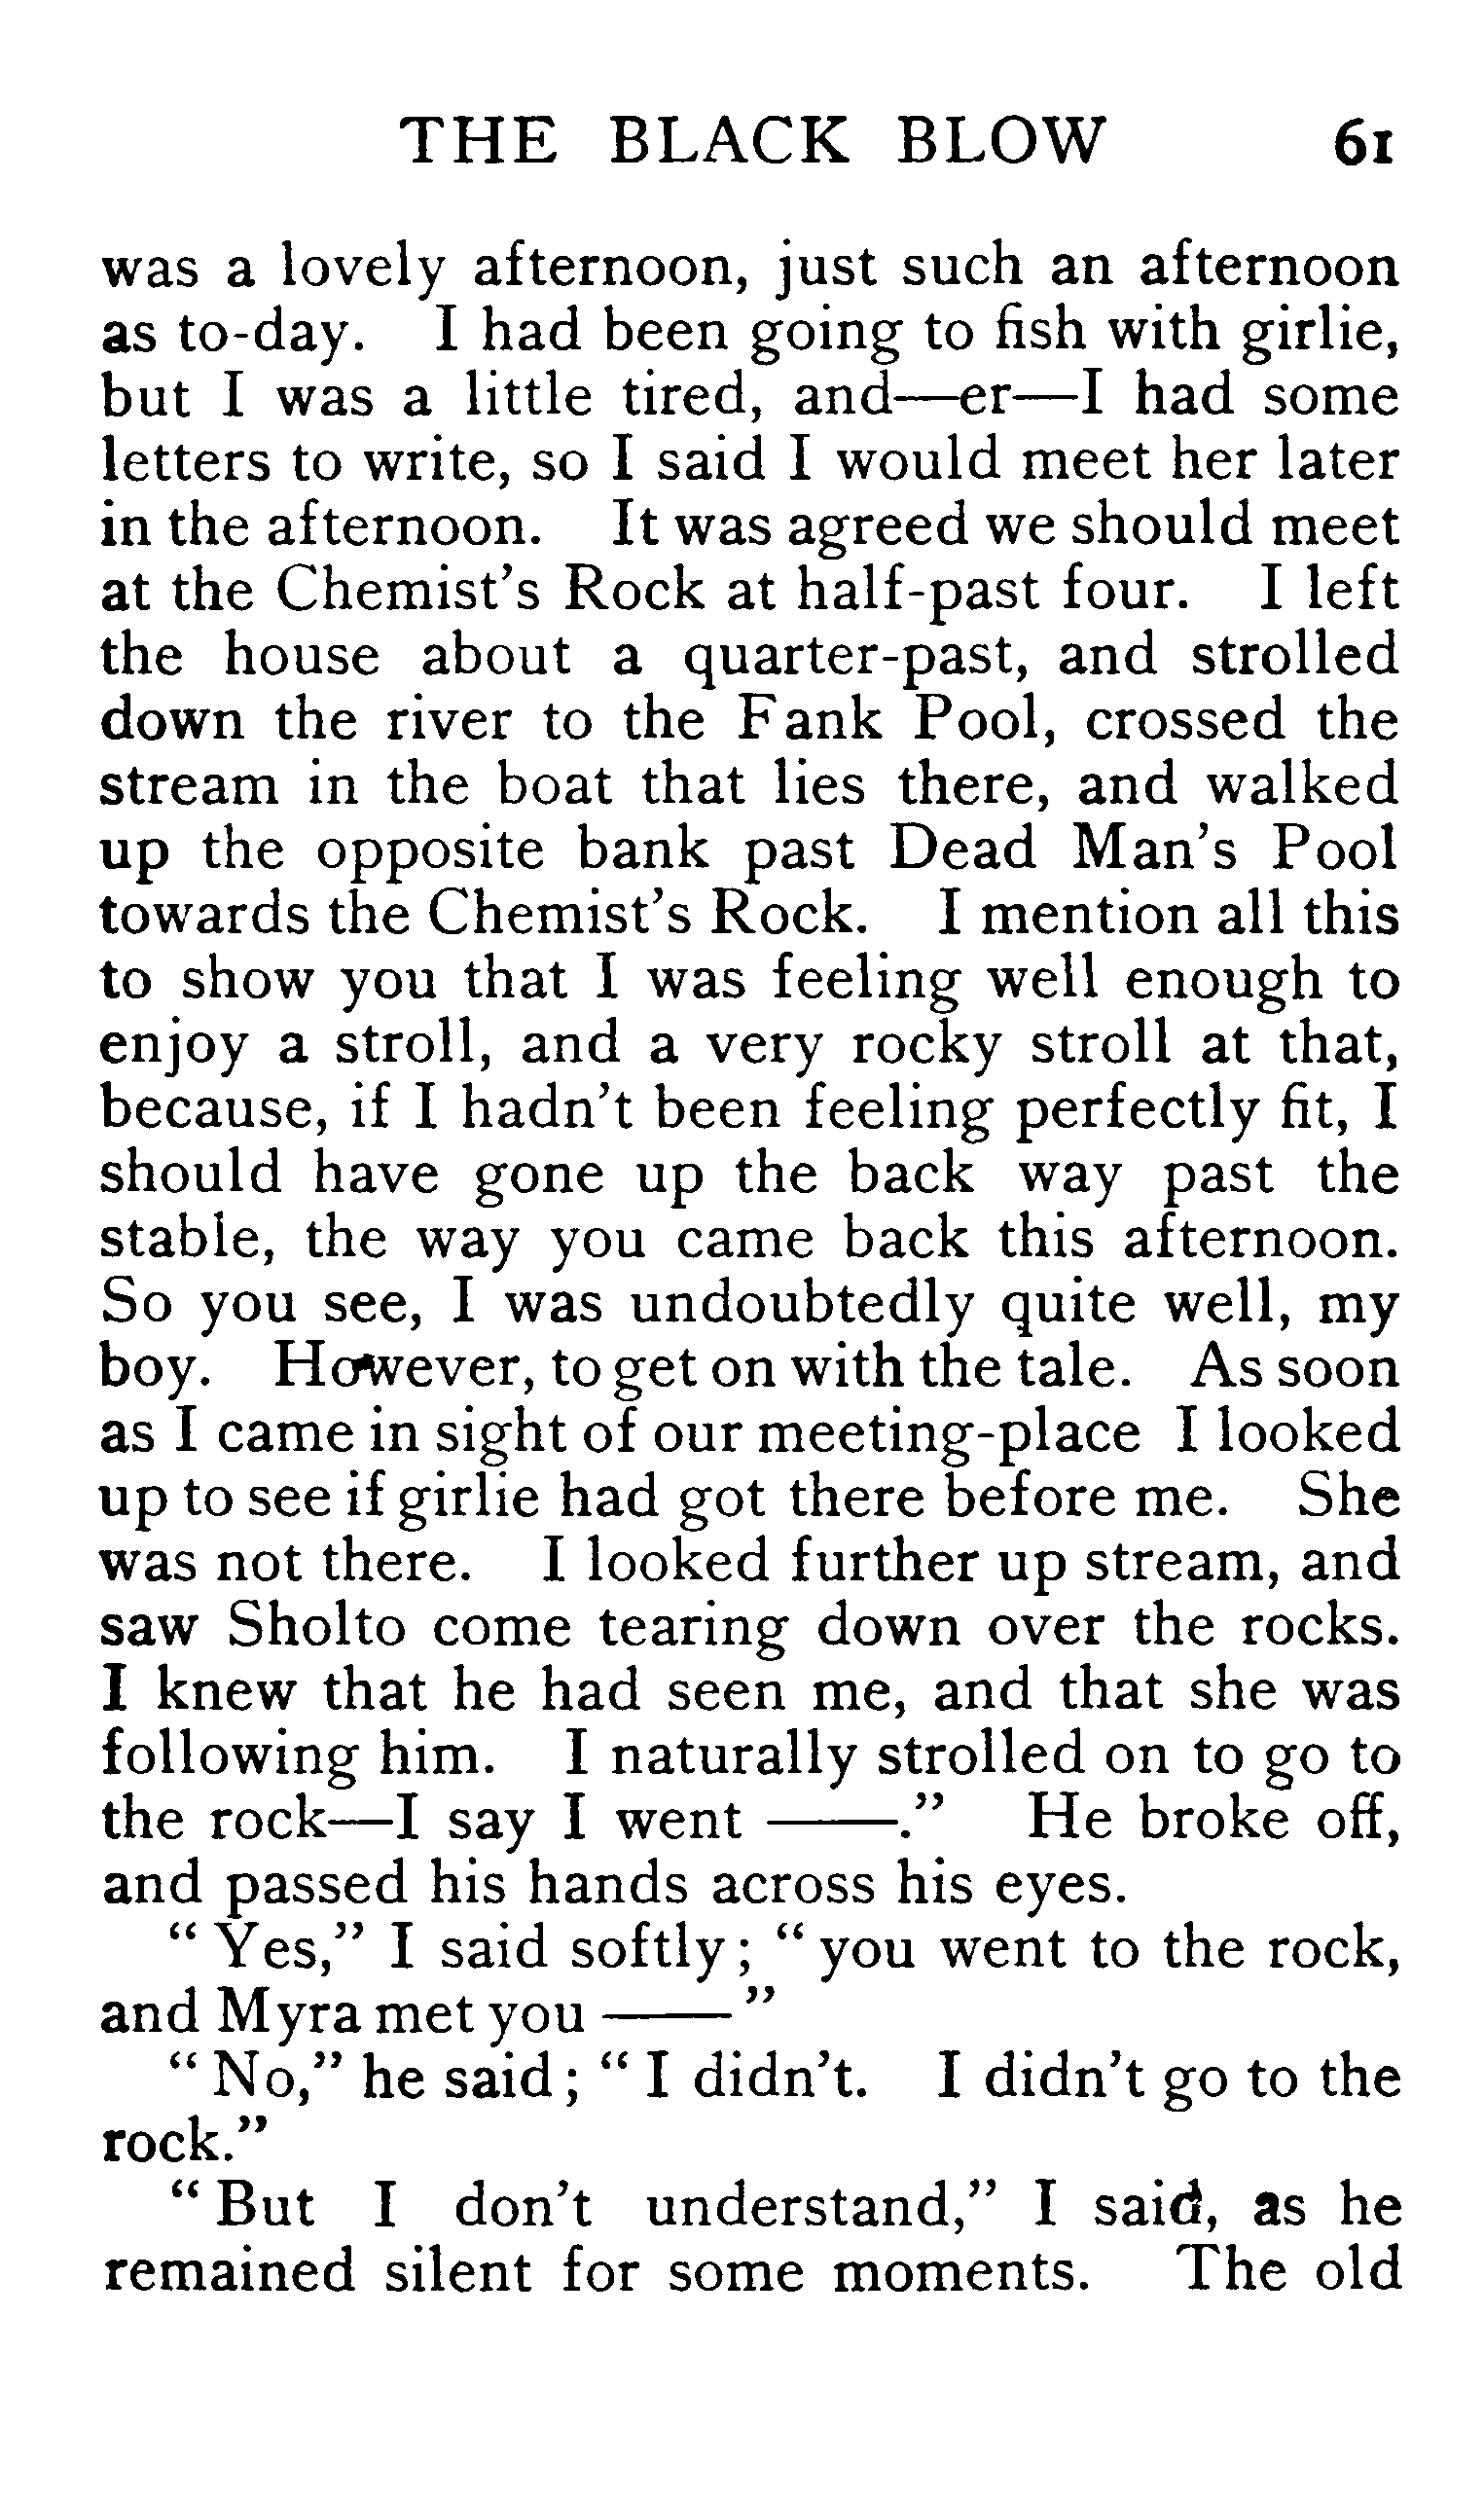 THE BLACK BLOW 61
was a lovely afternoon, just such an afternoon
as to-day. I had been going to fish with girlie,
but I was a little tired, and—er—I had some
letters to write, so I said I would meet her later
in the afternoon. It was agreed we should meet
at the Chemist's Rock at half-past four. I left
the house about a quarter-past, and strolled
down the river to the Fank Pool, crossed the
stream in the boat that lies there, and walked
up the opposite bank past Dead Man's Pool
towards the Chemist's Rock. I mention all this
to show you that I was feeling well enough to
enjoy a stroll, and a very rocky stroll at that,
because, if I hadn't been feeling perfectly fit, I
should have gone up the back way past the
stable, the way you came back this afternoon.
So you see, I was undoubtedly quite well, my
boy. However, to get on with the tale. As soon
as I came in sight of our meeting-place I looked
up to see if girlie had got there before me. She
was not there. I looked further up stream, and
saw Sholto come tearing down over the rocks.
I knew that he had seen me, and that she was
following him. I naturally strolled on to go to
the rock—I say I went ——." He broke off,
and passed his hands across his eyes.
"Yes," I said softly; "you went to the rock,
and Myra met you ——"
"No," he said; "I didn't. I didn't go to the
rock."
"But I don't understand," I said, as he
remained silent for some moments. The old